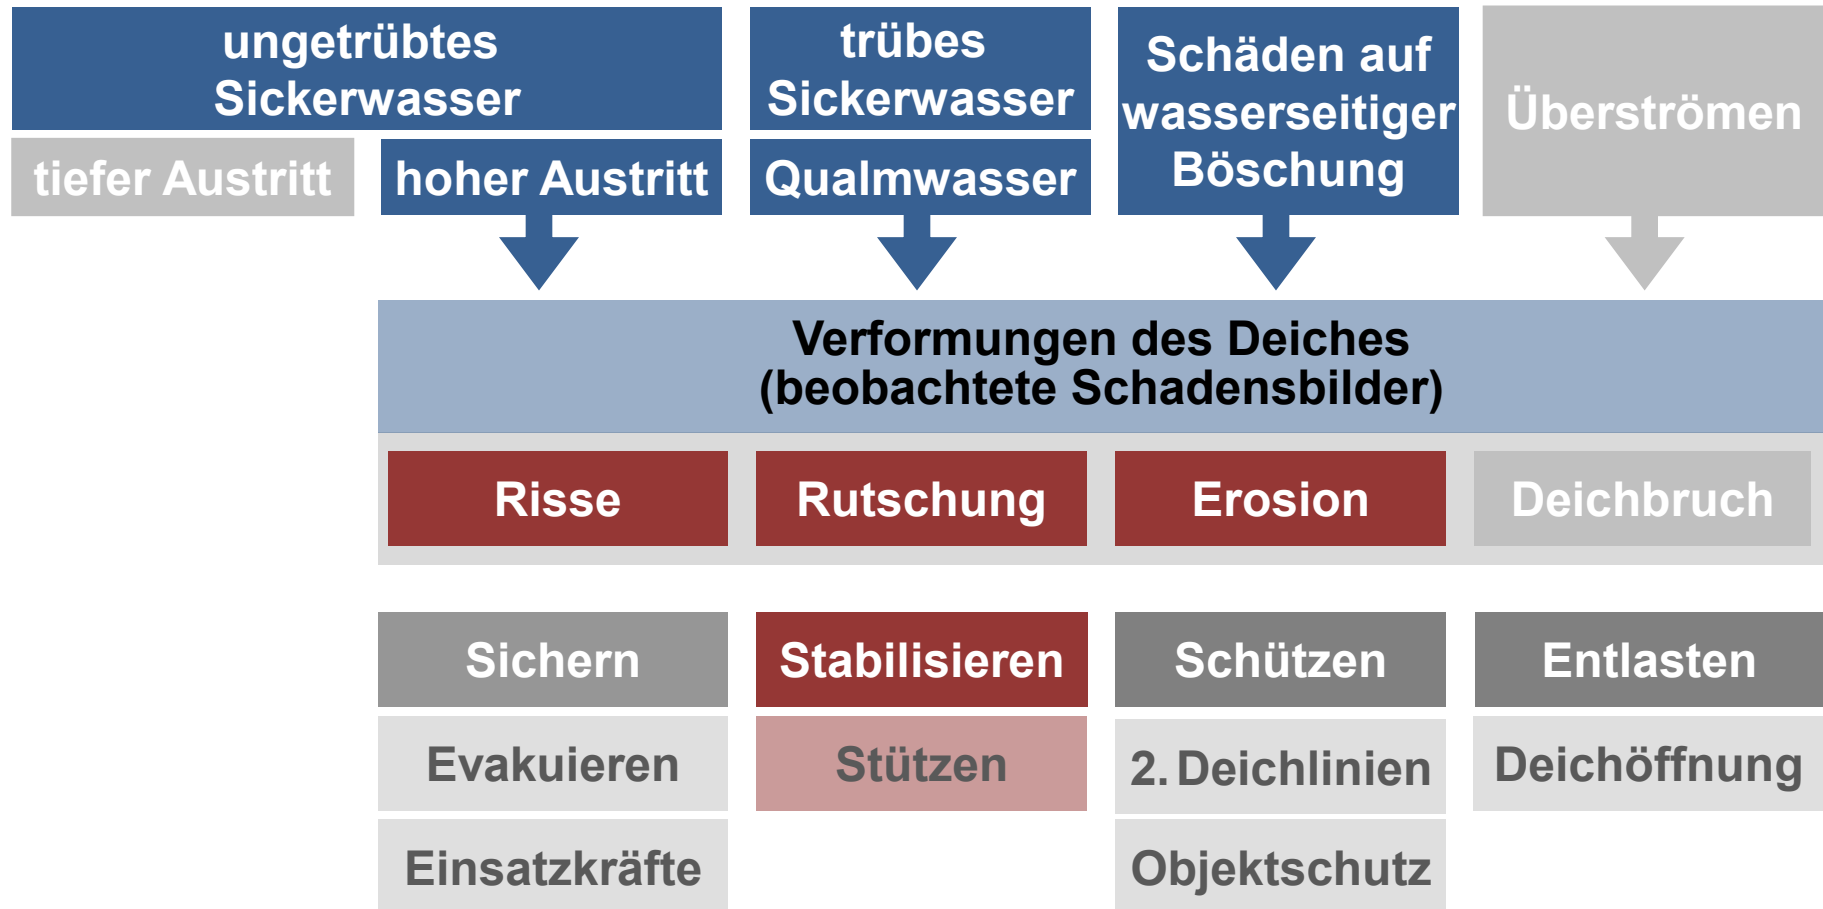 ungetrübtes
Sickerwasser
trübes
Sickerwasser
Schäden auf
wasserseitiger
Böschung
Überströmen
tiefer Austritt
hoher Austritt
Qualmwasser
Verformungen des Deiches
(beobachtete Schadensbilder)
Risse
Rutschung
Erosion
Deichbruch
Sichern
Stabilisieren
Schützen
Entlasten
Evakuieren
Stützen
2. Deichlinien
Deichöffnung
Einsatzkräfte
Objektschutz